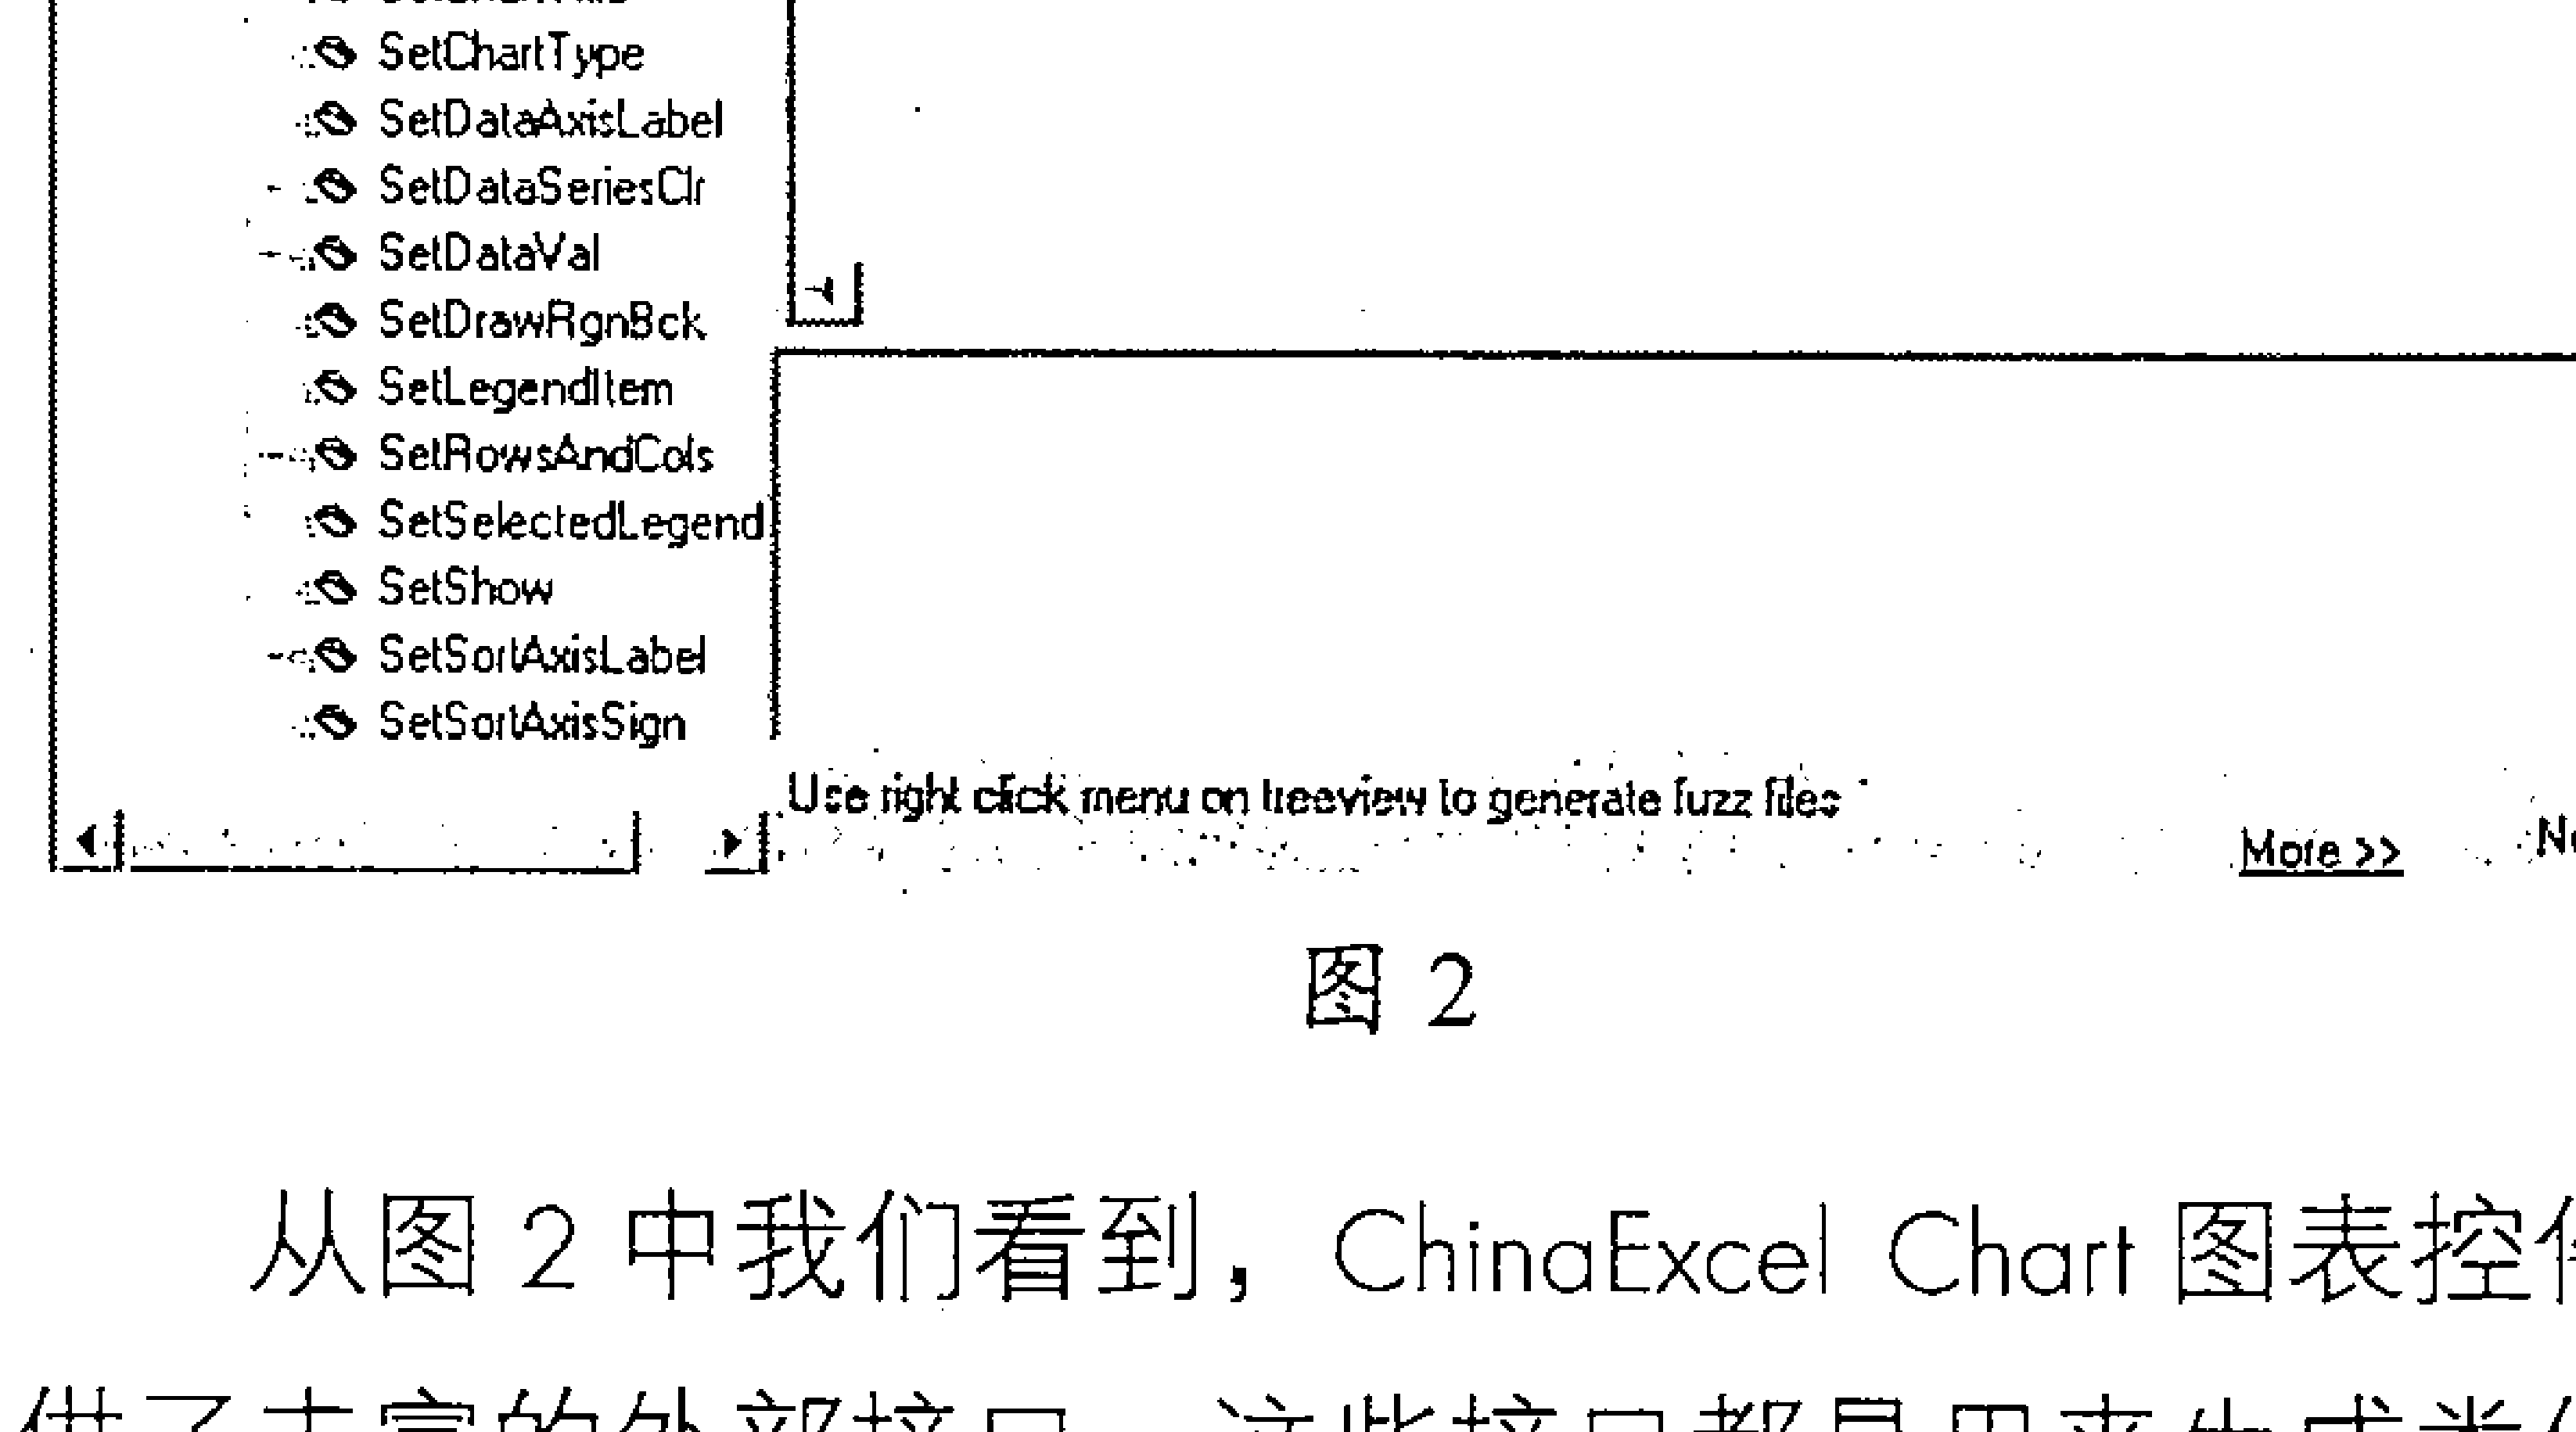 SetChartType
SetDataAxisLabel
SetDataSeriesClr
SetDataVal
SetDrawRgnBck
SetLegendItem
SetRowsAndCols
SetSelectedLegend
SetShow
SetSortAxisLabel
SetSortAxisSign
Use right click menu on treeview to generate fuzz files
More >>
图 2
从图 2 中我们看到，ChinaExcel Chart 图表控